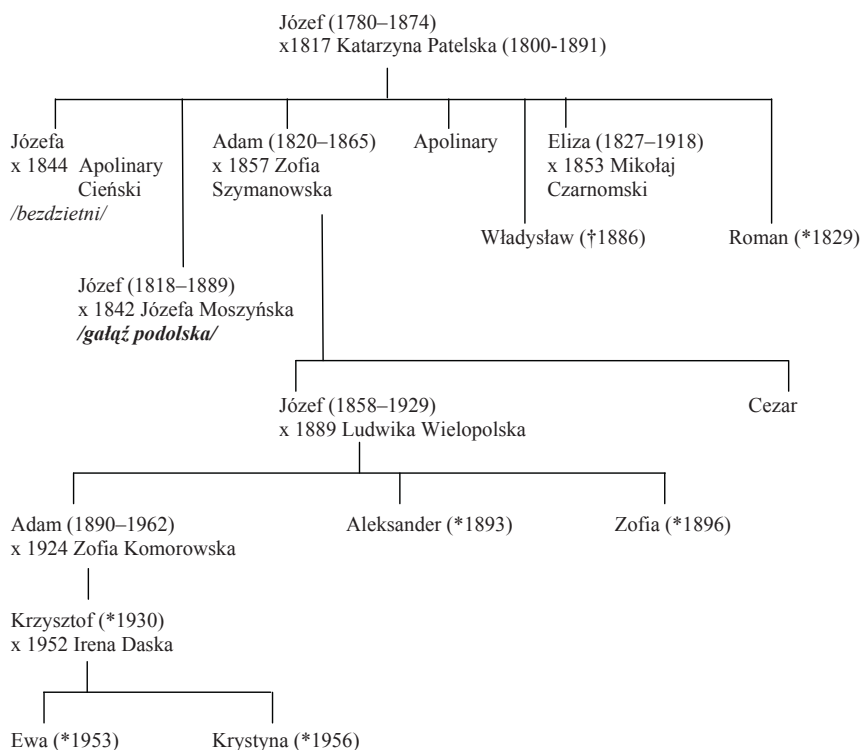 Józef (1780–1874)
x1817 Katarzyna Patelska (1800-1891)
Józefa
x 1844 Apolinary
Cieński
/bezdzietni/
Adam (1820–1865)
x 1857 Zofia
Szymanowska
Apolinary
Eliza (1827–1918)
x 1853 Mikołaj
Czarnomski
Władysław (†1886)
Roman (*1829)
Józef (1818–1889)
x 1842 Józefa Moszyńska
/gałąź podolska/
Józef (1858–1929)
x 1889 Ludwika Wielopolska
Cezar
Adam (1890–1962)
x 1924 Zofia Komorowska
Aleksander (*1893)
Zofia (*1896)
Krzysztof (*1930)
x 1952 Irena Daska
Ewa (*1953)
Krystyna (*1956)